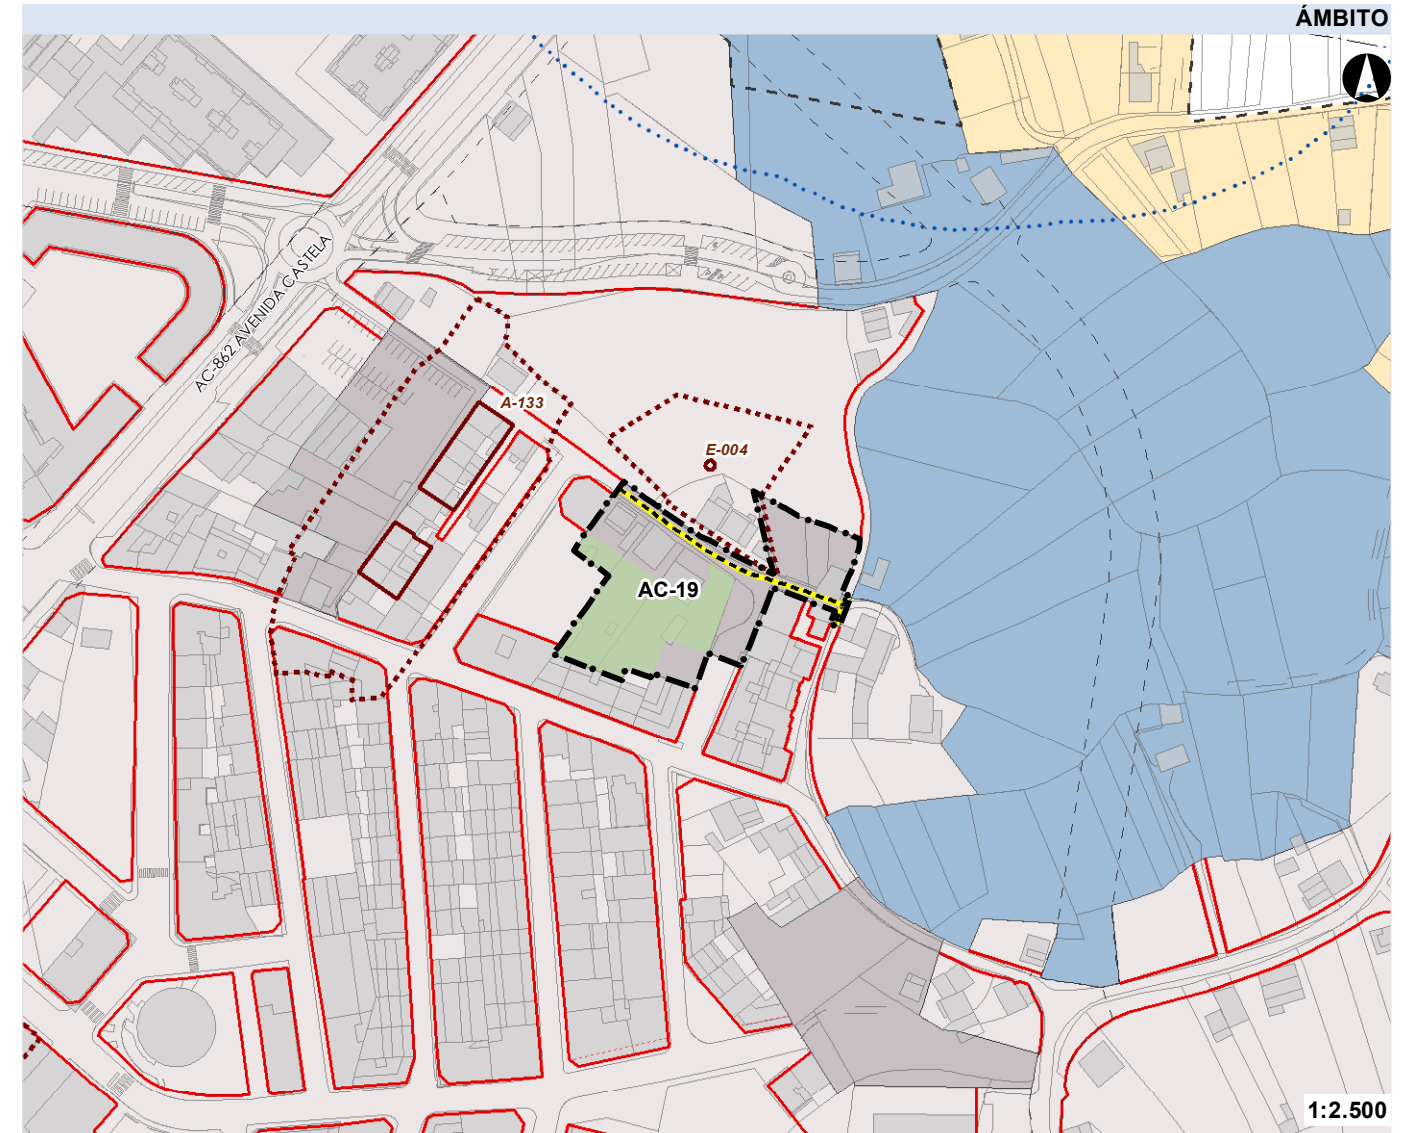 ÁMBITO
AC-862 AVENIDA CASTELA
A-133
E-004
AC-19
1:2.500